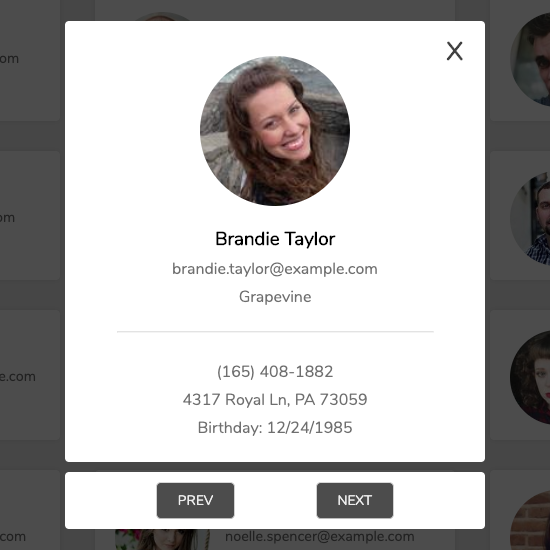 om
X
Brandie Taylor
om
brandie.taylor@example.com
Grapevine
(165) 408-1882
e.com
4317 Royal Ln, PA 73059
Birthday: 12/24/1985
PREV
NEXT
com
noelle.spencer@example.com